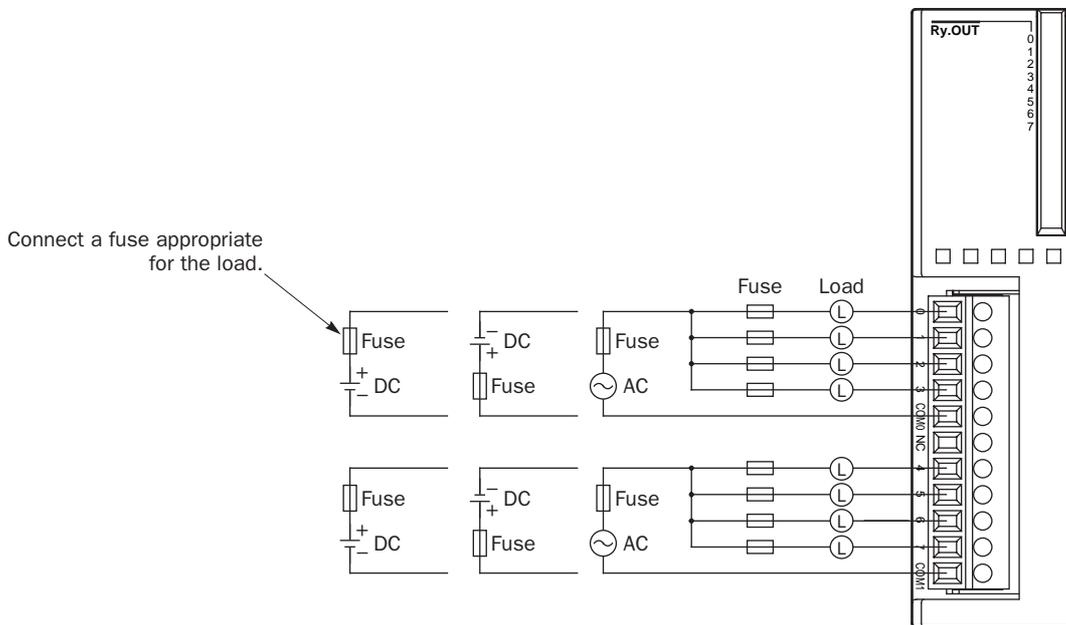 Ry.OUT
0
1
2
3
4
5
6
7
Connect a fuse appropriate
for the load.
Fuse
Load
Fuse
+
−
DC
−
+
DC
Fuse
Fuse
AC
L
L
L
L
0
1
2
3
COM0
NC
Fuse
+
−
DC
−
+
DC
Fuse
Fuse
AC
L
L
L
L
4
5
6
7
COM1